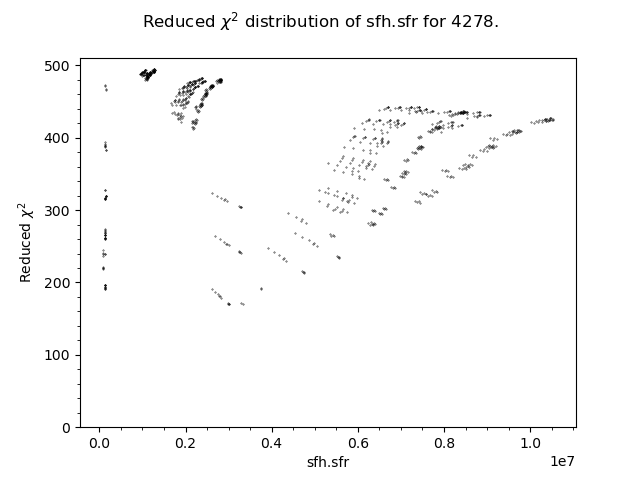 Reduced χ² distribution of sfh.sfr for 4278.
500
400
300
200
100
0
Reduced χ²
0.0 0.2 0.4 0.6 0.8 1.0
1e7
sfh.sfr